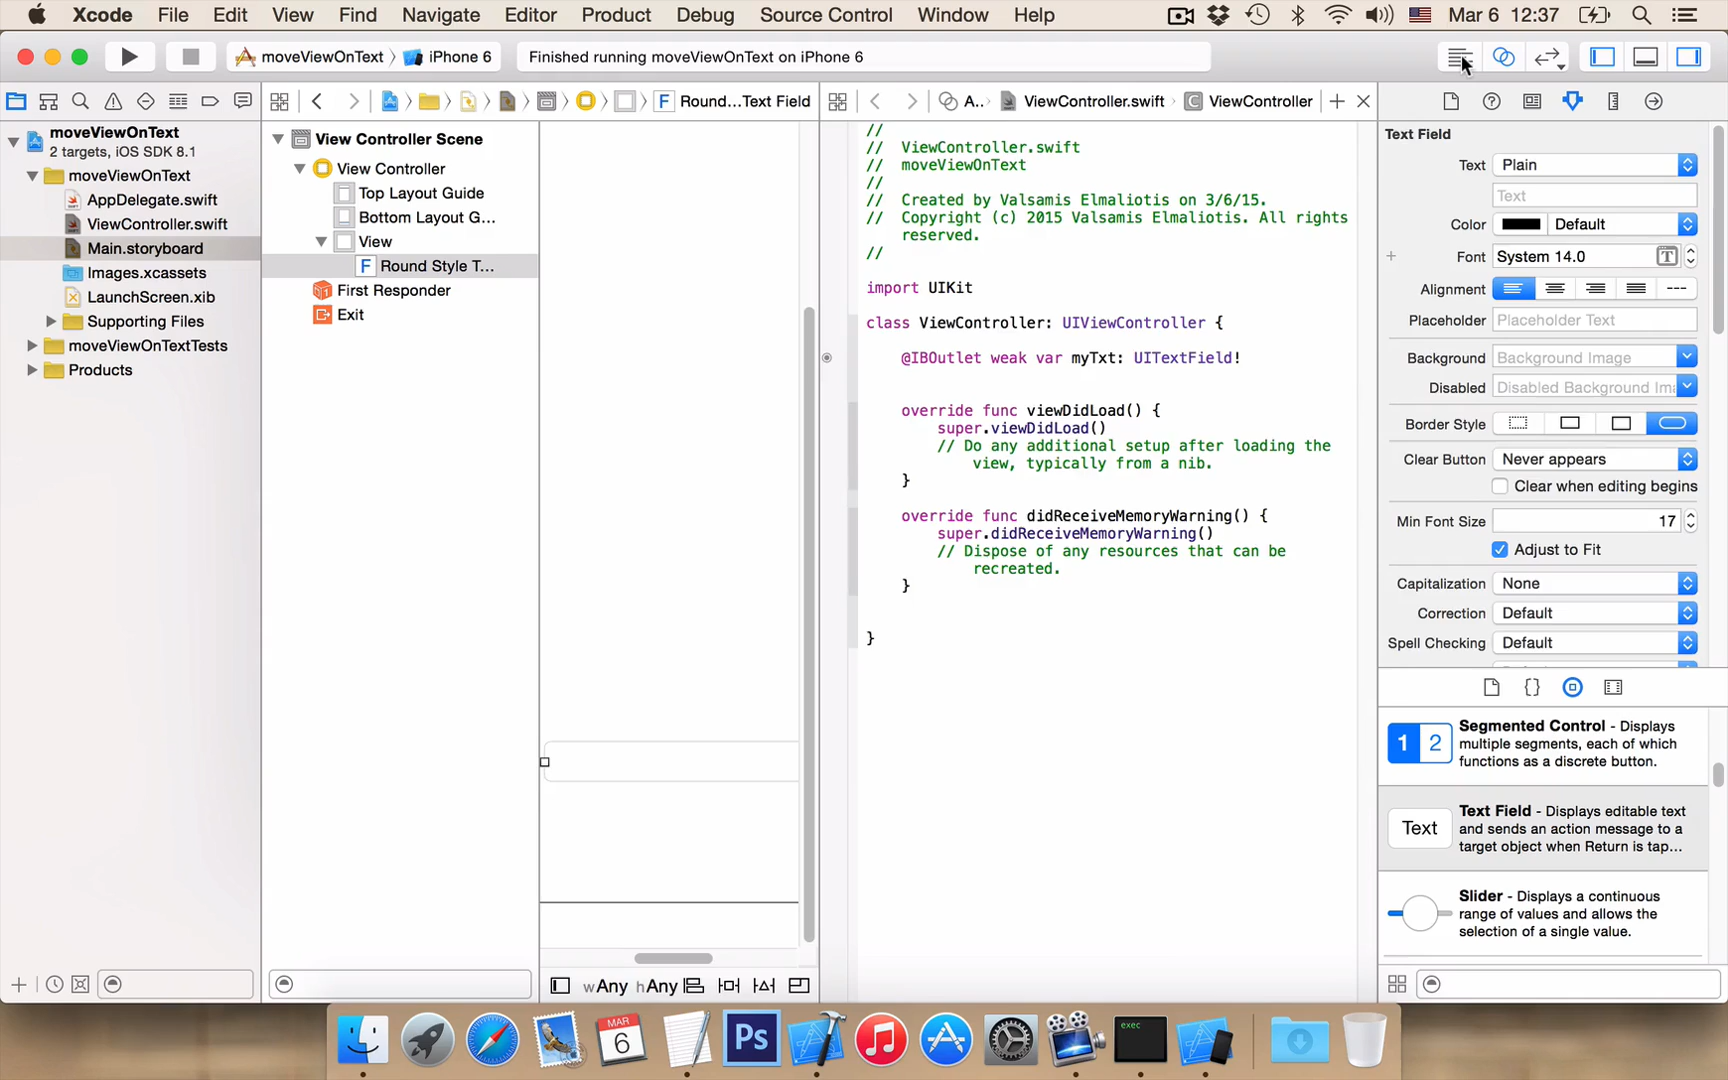 Xcode File Edit View Find Navigate Editor Product Debug Source Control Window Help Mar 6 12:37
moveViewOnText iPhone 6 Finished running moveViewOnText on iPhone 6
Round...Text Field A.. ViewController.swift C ViewController
moveViewOnText
2 targets, iOS SDK 8.1
moveViewOnText
AppDelegate.swift
ViewController.swift
Main.storyboard
Images.xcassets
LaunchScreen.xib
Supporting Files
moveViewOnTextTests
Products
View Controller Scene
View Controller
Top Layout Guide
Bottom Layout G...
View
F Round Style T...
First Responder
Exit
wAny hAny
//
// ViewController.swift
// moveViewOnText
//
// Created by Valsamis Elmaliotis on 3/6/15.
// Copyright (c) 2015 Valsamis Elmaliotis. All rights
reserved.
//
import UIKit
class ViewController: UIViewController {
@IBOutlet weak var myTxt: UITextField!
override func viewDidLoad() {
super.viewDidLoad()
// Do any additional setup after loading the
view, typically from a nib.
}
override func didReceiveMemoryWarning() {
super.didReceiveMemoryWarning()
// Dispose of any resources that can be
recreated.
}
}
Text Field
Text Plain
Text
Color Default
Font System 14.0 T
Alignment
Placeholder Placeholder Text
Background Background Image
Disabled Disabled Background Ima
Border Style
Clear Button Never appears
Clear when editing begins
Min Font Size 17
Adjust to Fit
Capitalization None
Correction Default
Spell Checking Default
1 2
Segmented Control - Displays
multiple segments, each of which
functions as a discrete button.
Text
Text Field - Displays editable text
and sends an action message to a
target object when Return is tap...
Slider - Displays a continuous
range of values and allows the
selection of a single value.
MAR
6
Ps
exec